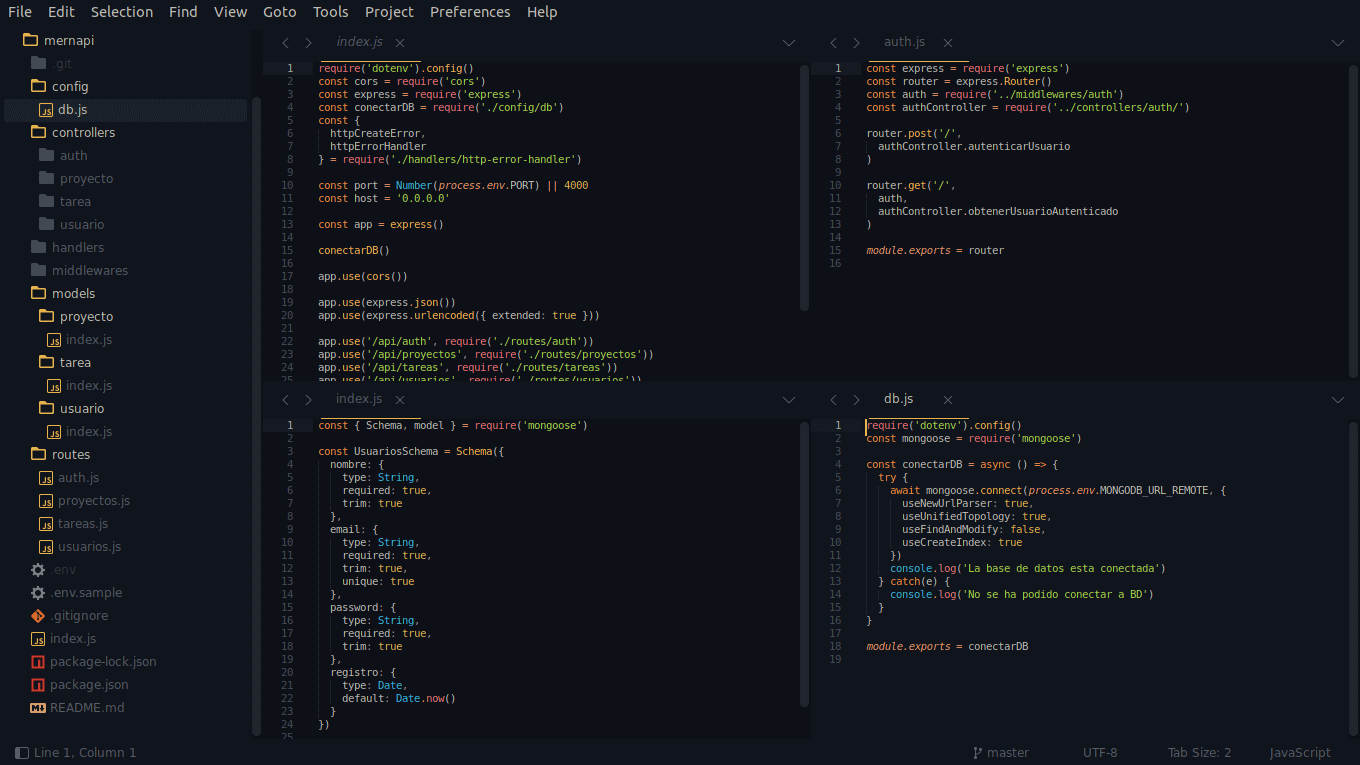 File Edit Selection Find View Goto Tools Project Preferences Help
mernapi
.git
config
db.js
controllers
auth
proyecto
tarea
usuario
handlers
middlewares
models
proyecto
index.js
tarea
index.js
usuario
index.js
routes
auth.js
proyectos.js
tareas.js
usuarios.js
.env
.env.sample
.gitignore
index.js
package-lock.json
package.json
README.md
index.js
1 require('dotenv').config()
2 const cors = require('cors')
3 const express = require('express')
4 const conectarDB = require('./config/db')
5 const {
6 httpCreateError,
7 httpErrorHandler
8 } = require('./handlers/http-error-handler')
9
10 const port = Number(process.env.PORT) || 4000
11 const host = '0.0.0.0'
12
13 const app = express()
14
15 conectarDB()
16
17 app.use(cors())
18
19 app.use(express.json())
20 app.use(express.urlencoded({ extended: true }))
21
22 app.use('/api/auth', require('./routes/auth'))
23 app.use('/api/proyectos', require('./routes/proyectos'))
24 app.use('/api/tareas', require('./routes/tareas'))
25 app.use('/api/usuarios', require('./routes/usuarios'))
auth.js
1 const express = require('express')
2 const router = express.Router()
3 const auth = require('../middlewares/auth')
4 const authController = require('../controllers/auth/')
5
6 router.post('/',
7 authController.autenticarUsuario
8 )
9
10 router.get('/',
11 auth,
12 authController.obtenerUsuarioAutenticado
13 )
14
15 module.exports = router
16
index.js
1 const { Schema, model } = require('mongoose')
2
3 const UsuariosSchema = Schema({
4 nombre: {
5 type: String,
6 required: true,
7 trim: true
8 },
9 email: {
10 type: String,
11 required: true,
12 trim: true,
13 unique: true
14 },
15 password: {
16 type: String,
17 required: true,
18 trim: true
19 },
20 registro: {
21 type: Date,
22 default: Date.now()
23 }
24 })
25
db.js
1 require('dotenv').config()
2 const mongoose = require('mongoose')
3
4 const conectarDB = async () => {
5 try {
6 await mongoose.connect(process.env.MONGODB_URL_REMOTE, {
7 useNewUrlParser: true,
8 useUnifiedTopology: true,
9 useFindAndModify: false,
10 useCreateIndex: true
11 })
12 console.log('La base de datos esta conectada')
13 } catch(e) {
14 console.log('No se ha podido conectar a BD')
15 }
16 }
17
18 module.exports = conectarDB
19
Line 1, Column 1 master UTF-8 Tab Size: 2 JavaScript